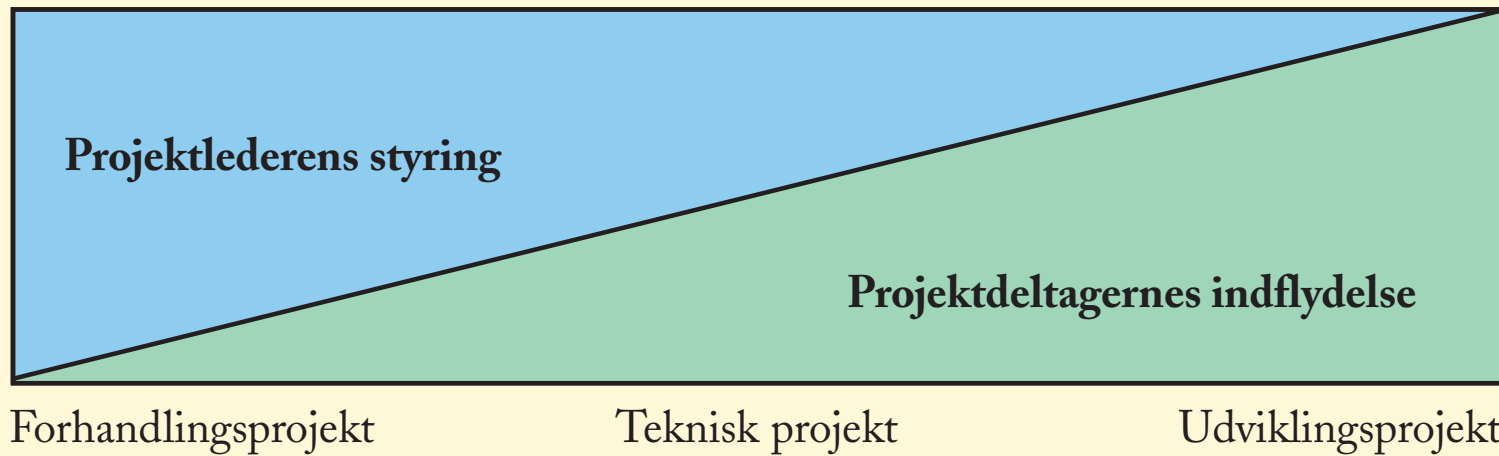 Projektlederens styring
Projektdeltagernes indflydelse
Forhandlingsprojekt
Teknisk projekt
Udviklingsprojekt